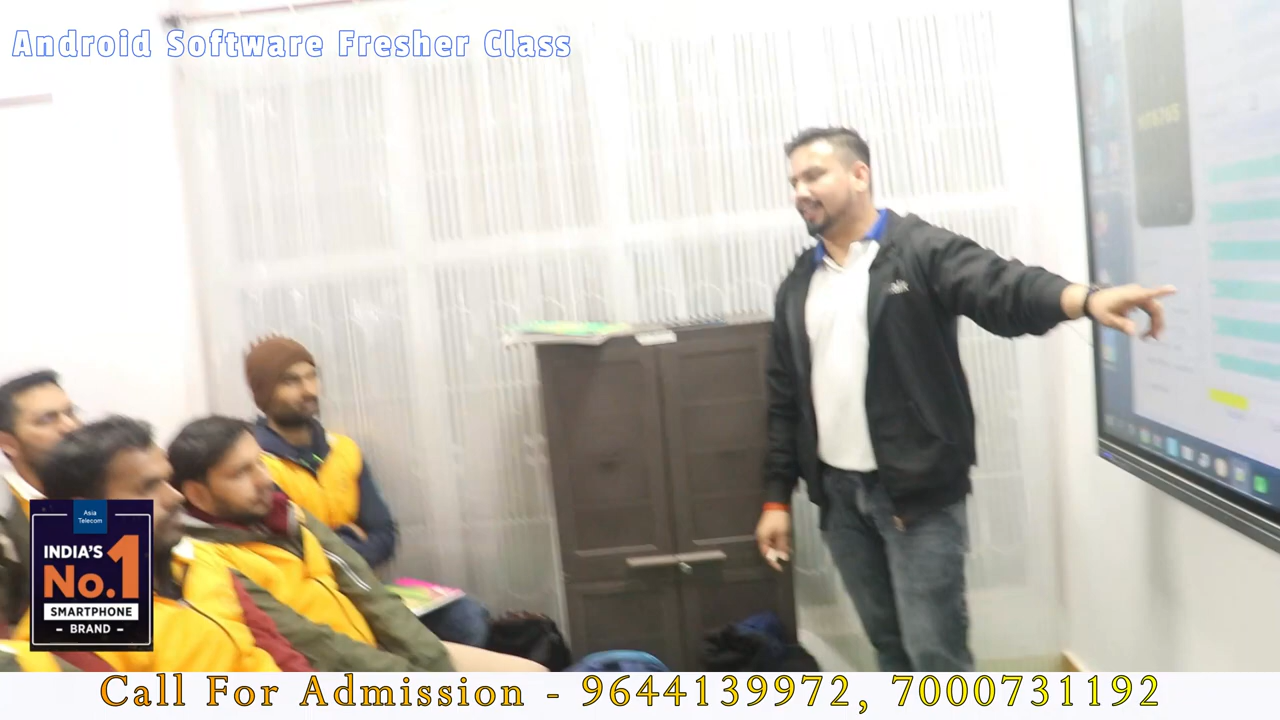 Android Software Fresher Class
Asia
Telecom
INDIA'S
No.1
SMARTPHONE
BRAND
Call For Admission - 9644139972, 7000731192